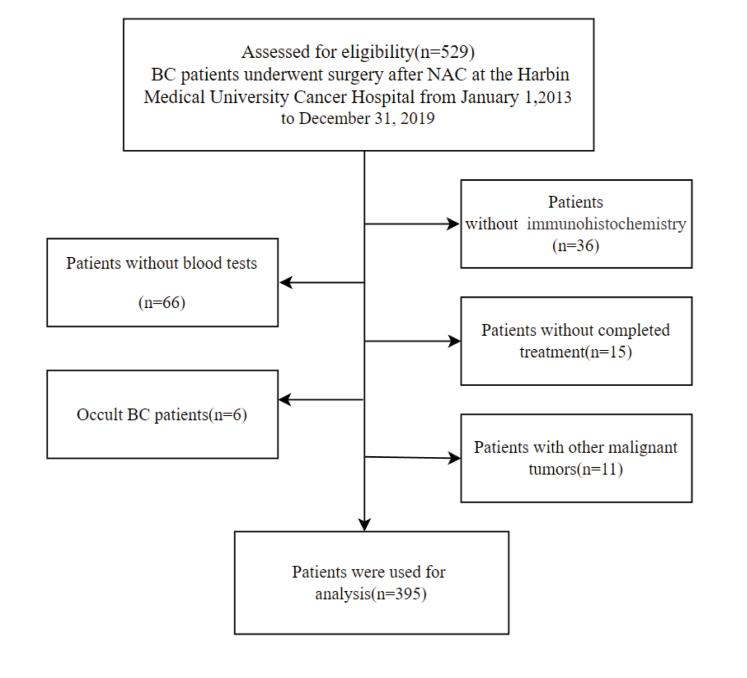 Assessed for eligibility(n=529)
BC patients underwent surgery after NAC at the Harbin
Medical University Cancer Hospital from January 1,2013
to December 31, 2019
Patients
without immunohistochemistry
(n=36)
Patients without blood tests
(n=66)
Patients without completed
treatment(n=15)
Occult BC patients(n=6)
Patients with other malignant
tumors(n=11)
Patients were used for
analysis(n=395)